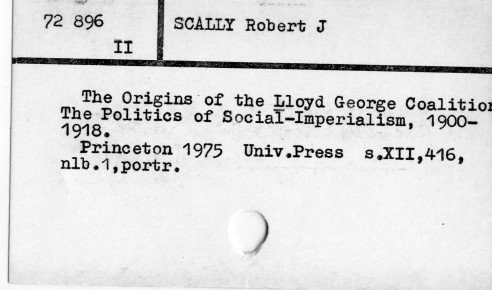 72 896
II
SCALLY Robert J
The Origins of the Lloyd George Coalition
The Politics of Social-Imperialism, 1900-
1918.
Princeton 1975 Univ.Press s.XII,416,
nlb.1,portr.